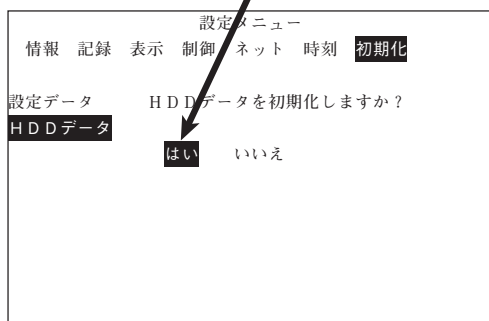 設定メニュー
情報 記録 表示 制御 ネット 時刻 初期化
設定データ HDDデータを初期化しますか？
HDDデータ
はい いいえ